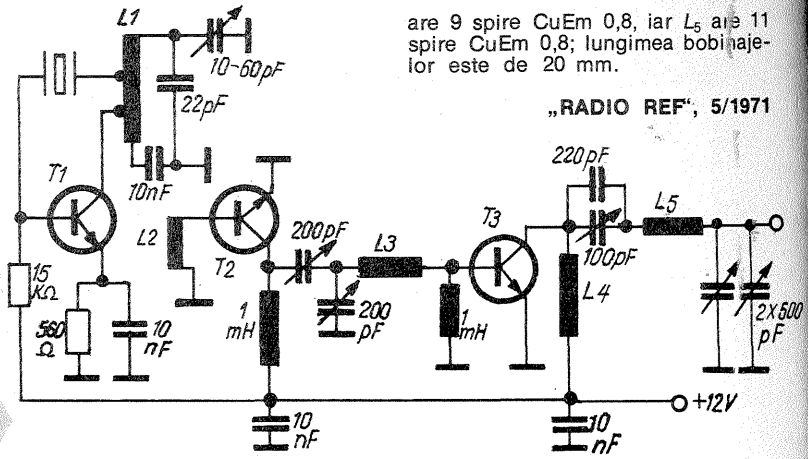 are 9 spire CuEm 0,8, iar L5 are 11
spire CuEm 0,8; lungimea bobinaje-
lor este de 20 mm.
„RADIO REF“, 5/1971
L1
10-60pF
22pF
10nF
T1
L2
T2
200pF
L3
T3
220pF
L5
100pF
L4
15
KΩ
560
Ω
10
nF
1
mH
200
pF
1
mH
2×500
pF
+12V
10
nF
10
nF